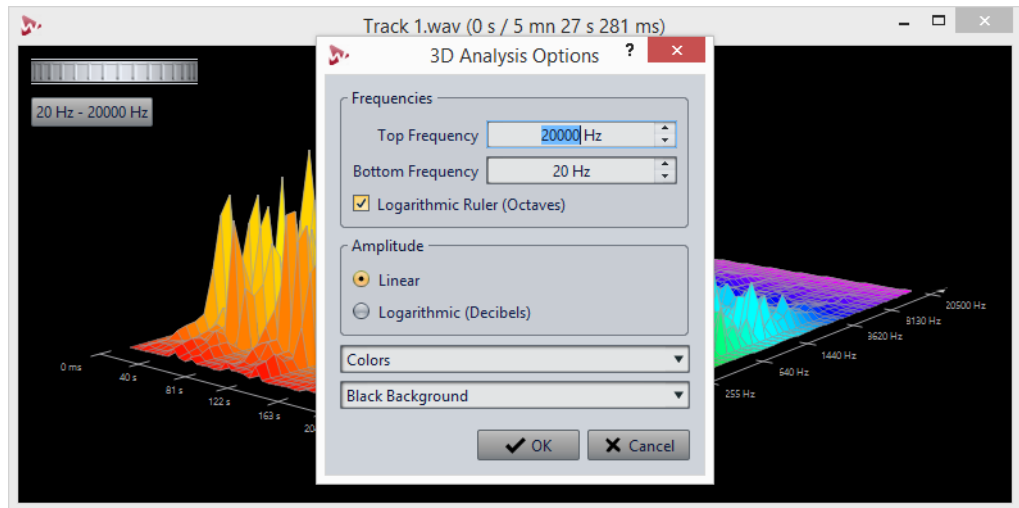 Track 1.wav (0 s / 5 mn 27 s 281 ms)
3D Analysis Options ?
20 Hz - 20000 Hz
Frequencies
Top Frequency 20000 Hz
Bottom Frequency 20 Hz
Logarithmic Ruler (Octaves)
Amplitude
Linear
Logarithmic (Decibels)
Colors
Black Background
OK Cancel
0 ms
40 s
81 s
122 s
163 s
20
255 Hz
540 Hz
1440 Hz
3620 Hz
9130 Hz
20500 Hz